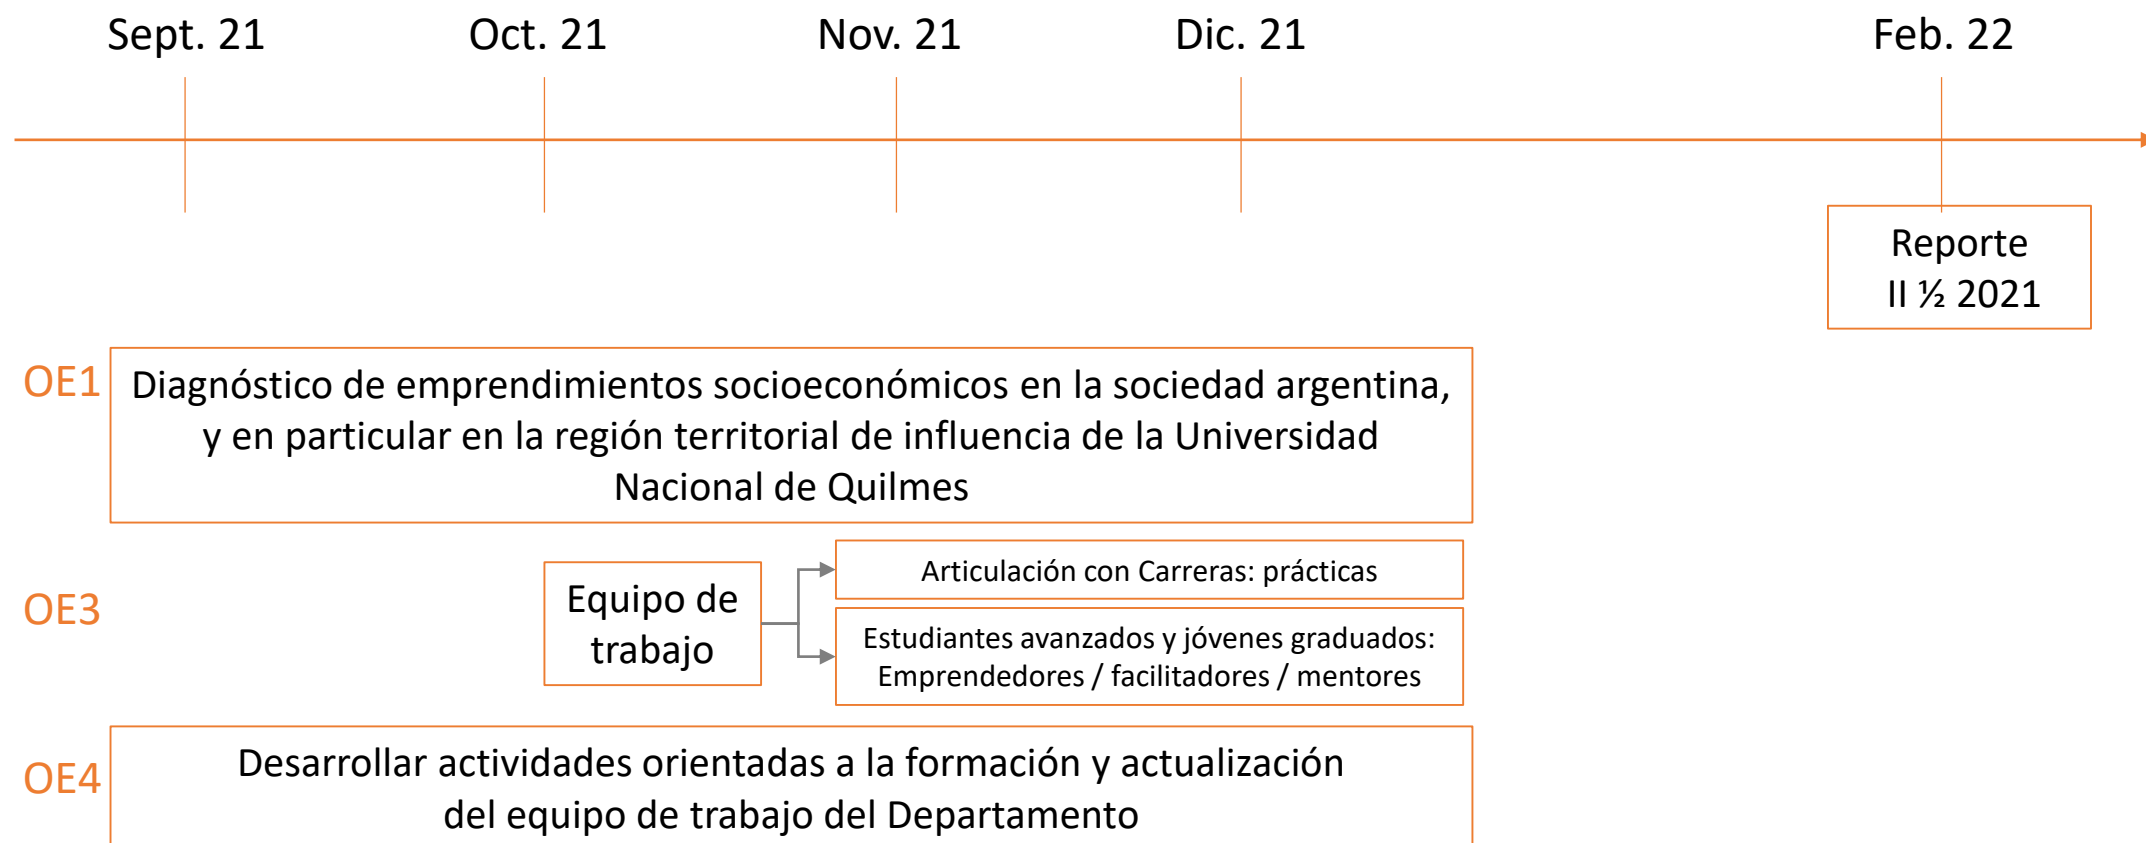 Sept. 21
Oct. 21
Nov. 21
Dic. 21
Feb. 22
Reporte
II ½ 2021
OE1
Diagnóstico de emprendimientos socioeconómicos en la sociedad argentina,
y en particular en la región territorial de influencia de la Universidad
Nacional de Quilmes
OE3
Equipo de
trabajo
Articulación con Carreras: prácticas
Estudiantes avanzados y jóvenes graduados:
Emprendedores / facilitadores / mentores
OE4
Desarrollar actividades orientadas a la formación y actualización
del equipo de trabajo del Departamento